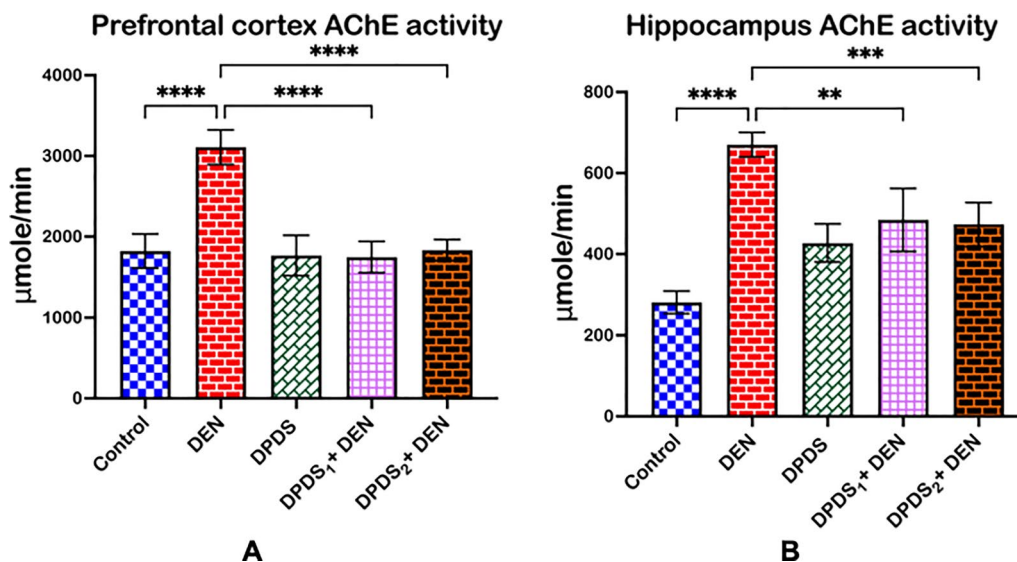 Prefrontal cortex AChE activity
****
**** ****
4000
3000
2000
1000
0
µmole/min
Control
DEN
DPDS
DPDS₁+ DEN
DPDS₂+ DEN
A
Hippocampus AChE activity
***
**** **
800
600
400
200
0
µmole/min
Control
DEN
DPDS
DPDS₁+ DEN
DPDS₂+ DEN
B